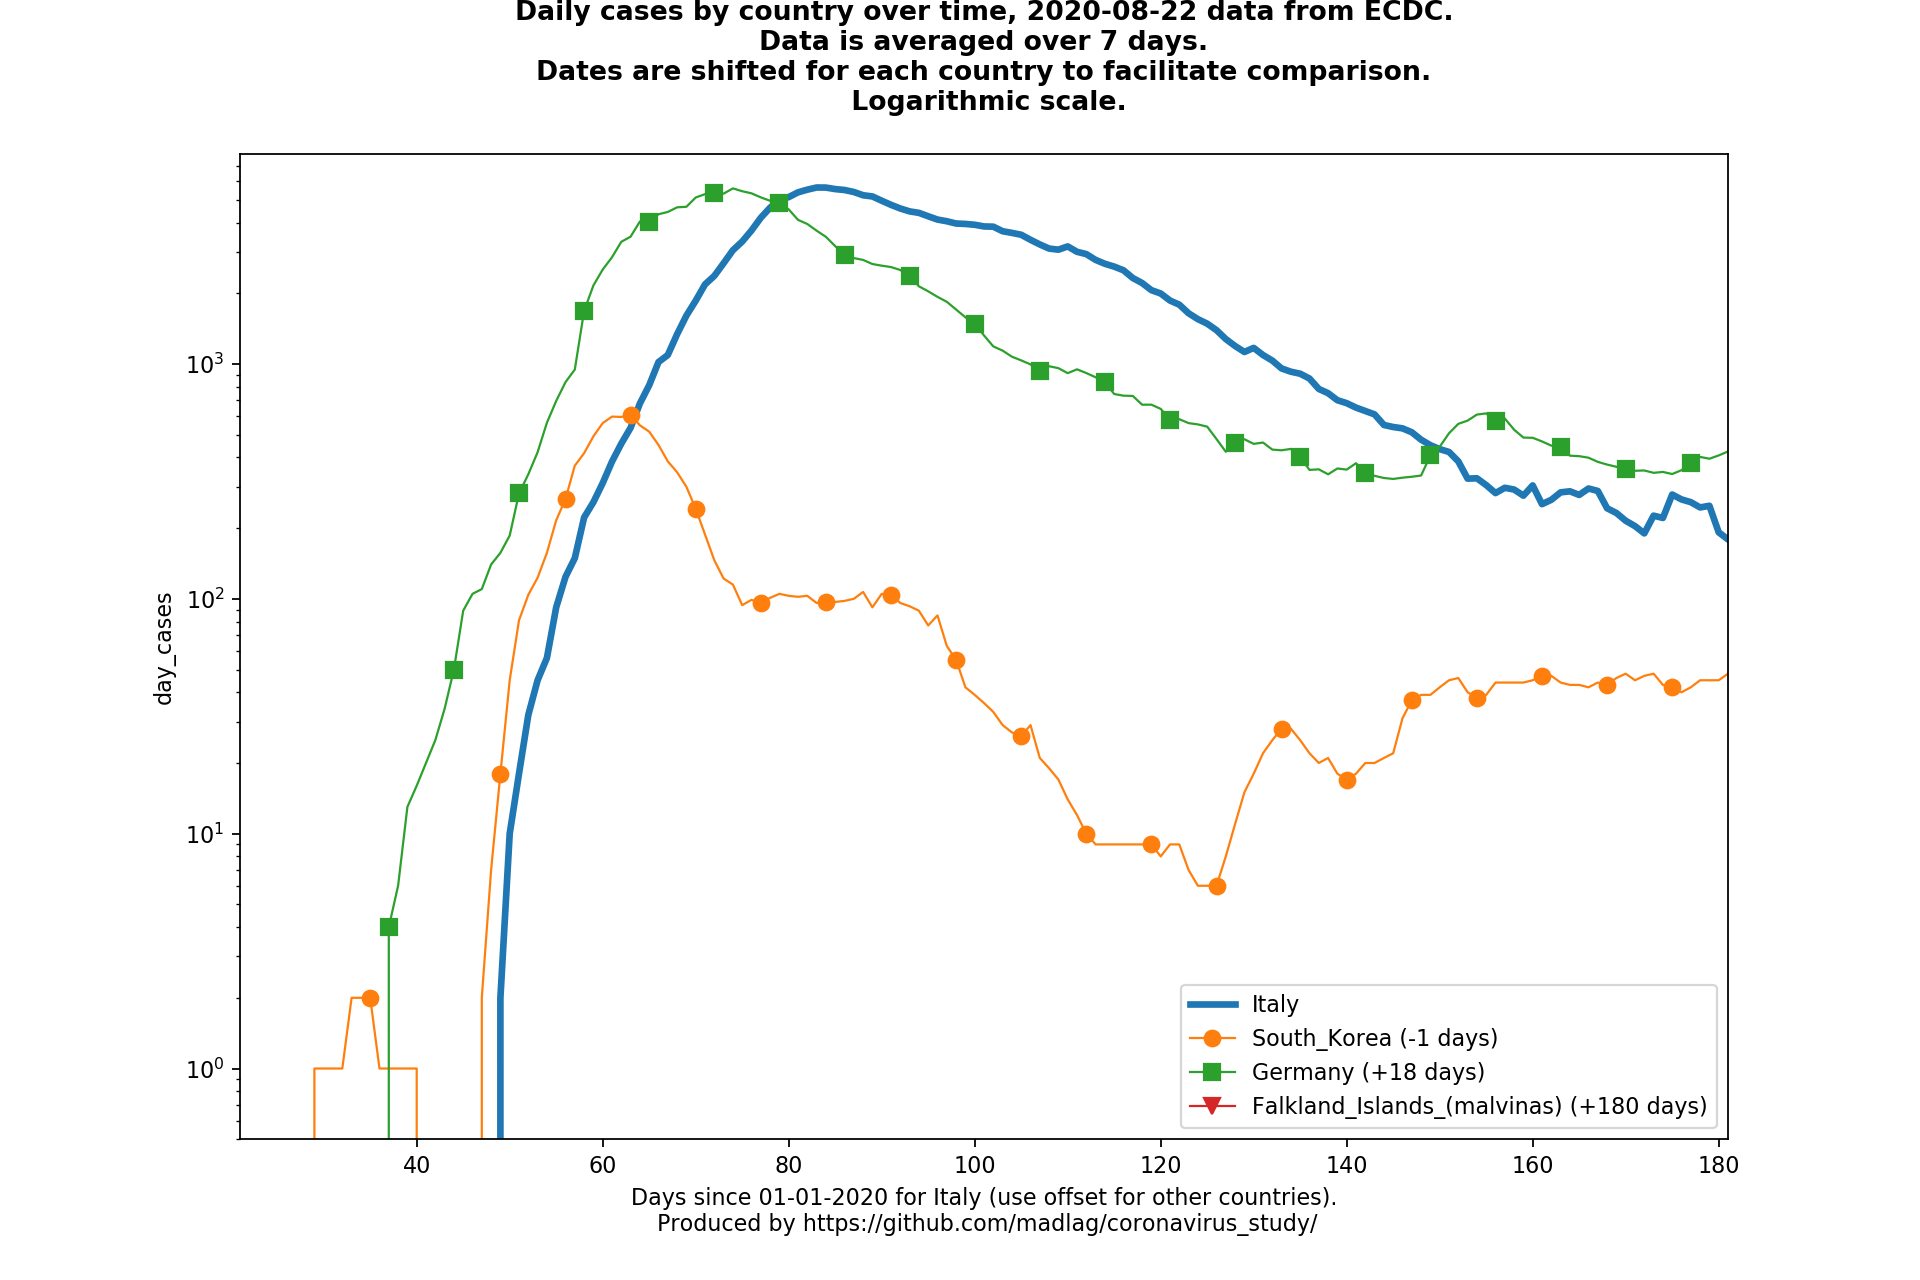 Daily cases by country over time, 2020-08-22 data from ECDC.
Data is averaged over 7 days.
Dates are shifted for each country to facilitate comparison.
Logarithmic scale.
10³
10²
10¹
10⁰
day_cases
40 60 80 100 120 140 160 180
Days since 01-01-2020 for Italy (use offset for other countries).
Produced by https://github.com/madlag/coronavirus_study/
Italy
South_Korea (-1 days)
Germany (+18 days)
Falkland_Islands_(malvinas) (+180 days)